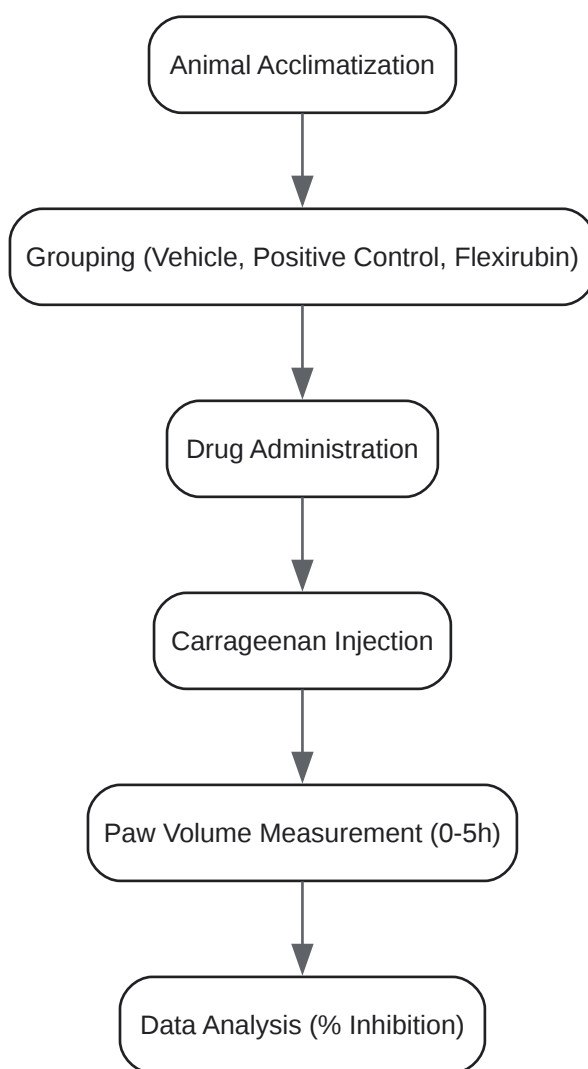 Animal Acclimatization
Grouping (Vehicle, Positive Control, Flexirubin)
Drug Administration
Carrageenan Injection
Paw Volume Measurement (0-5h)
Data Analysis (% Inhibition)